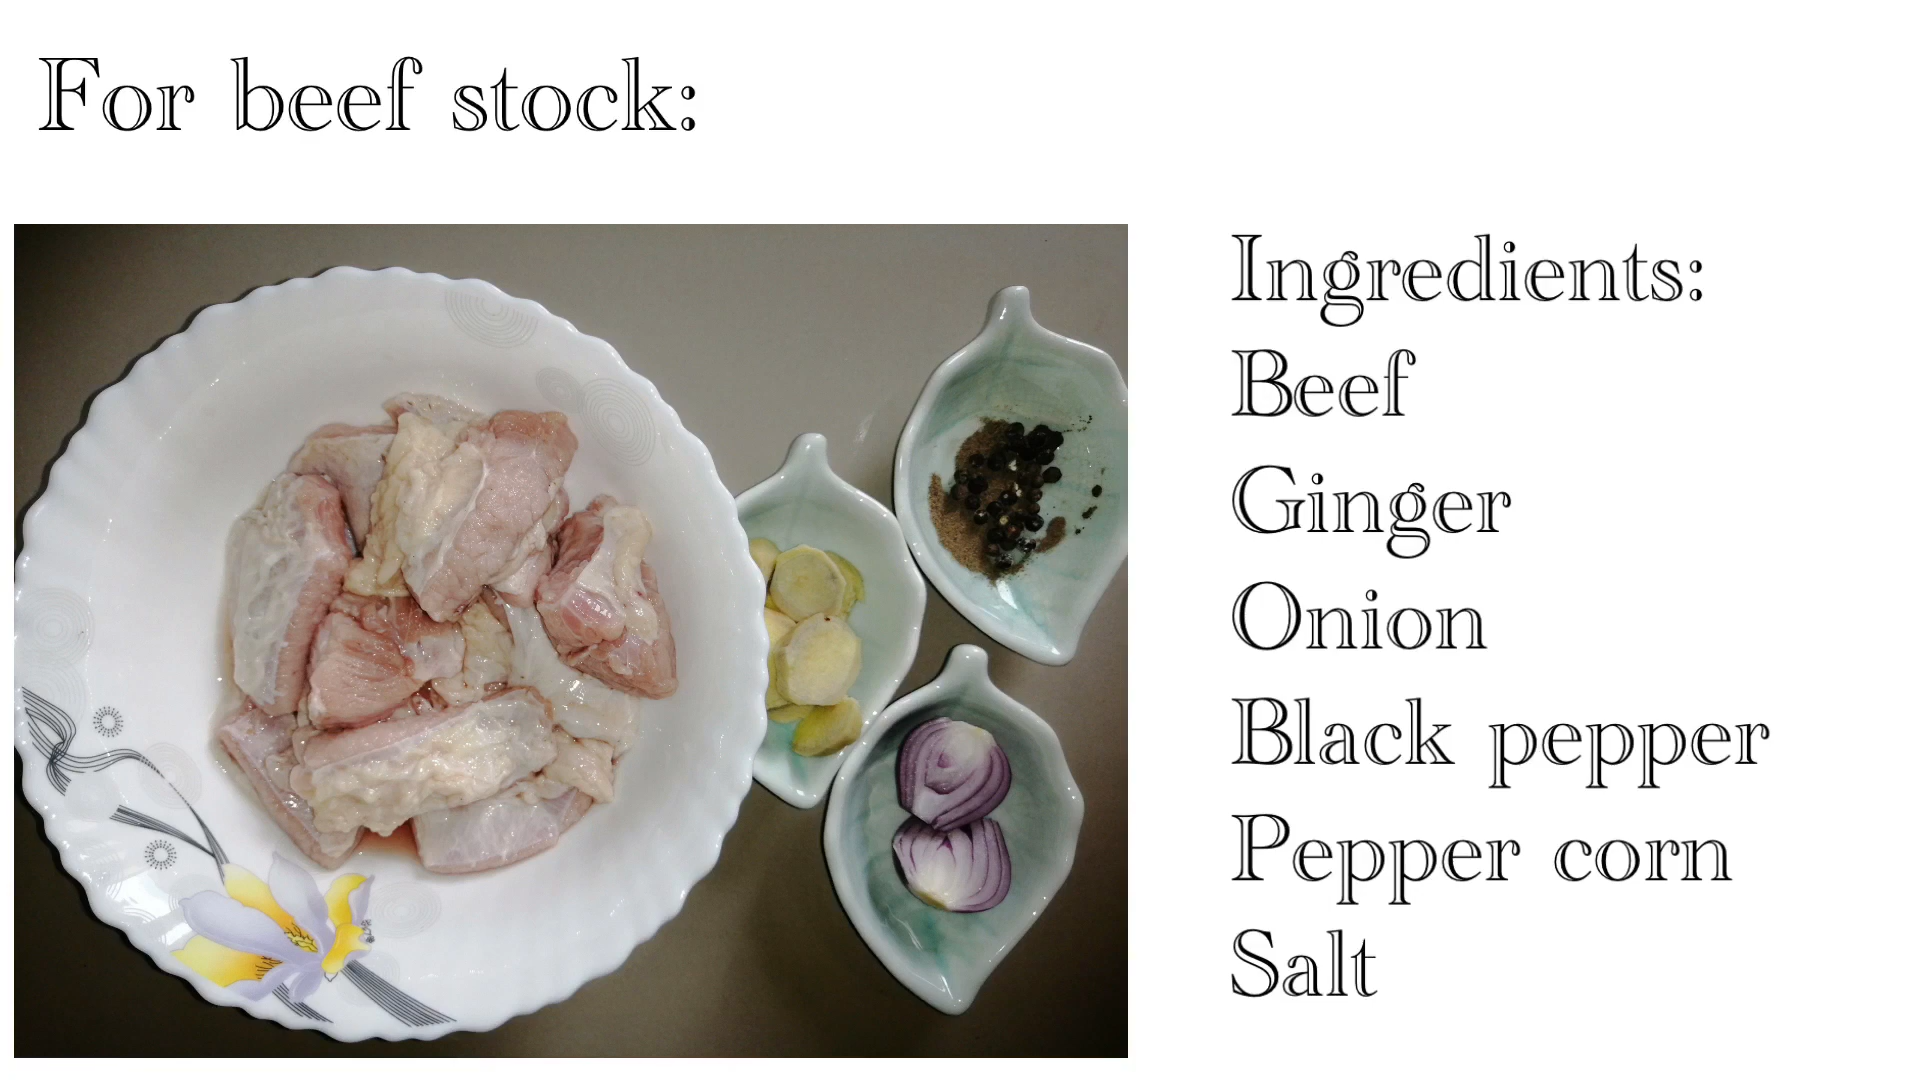 For beef stock:
Ingredients:
Beef
Ginger
Onion
Black pepper
Pepper corn
Salt